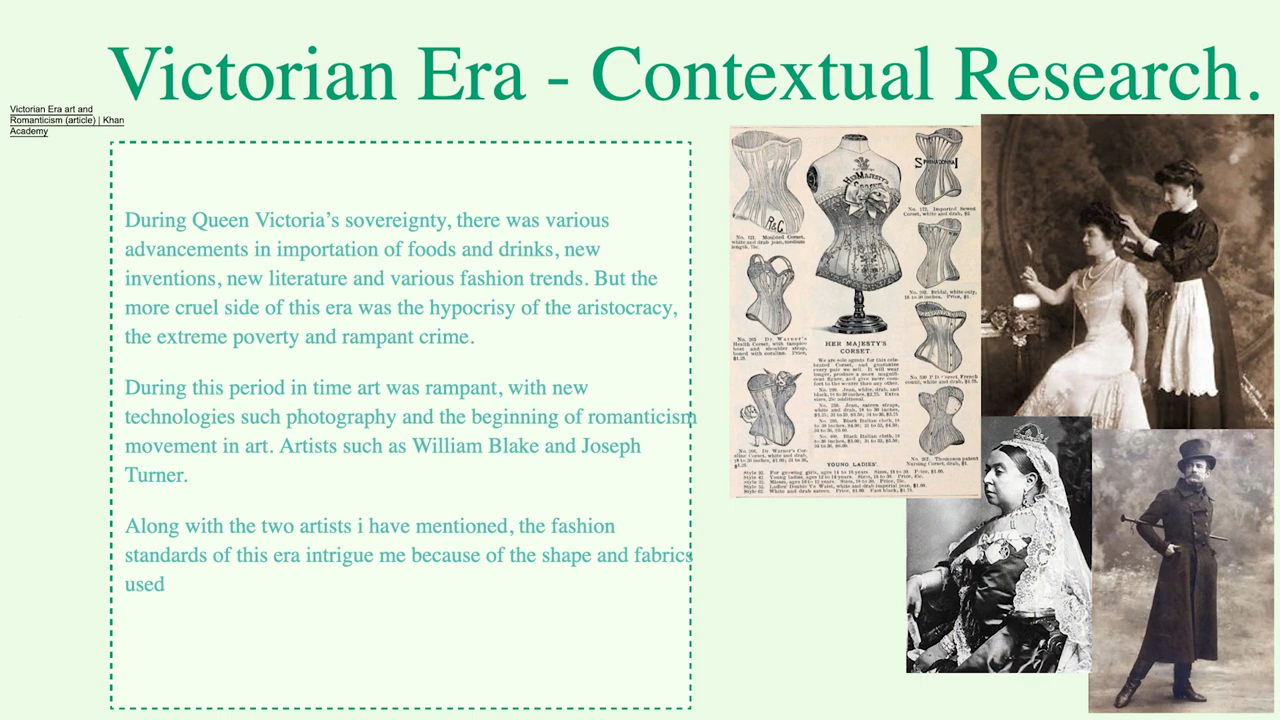 Victorian Era - Contextual Research.
Victorian Era art and
Romanticism (article) | Khan
Academy
During Queen Victoria’s sovereignty, there was various
advancements in importation of foods and drinks, new
inventions, new literature and various fashion trends. But the
more cruel side of this era was the hypocrisy of the aristocracy,
the extreme poverty and rampant crime.
During this period in time art was rampant, with new
technologies such photography and the beginning of romanticism
movement in art. Artists such as William Blake and Joseph
Turner.
Along with the two artists i have mentioned, the fashion
standards of this era intrigue me because of the shape and fabrics
used
HER MAJESTY'S
CORSET.
YOUNG LADIES'.